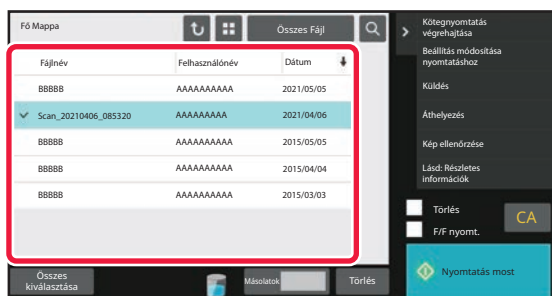 Fő Mappa
Összes Fájl
Fájlnév Felhasználónév Dátum
BBBBB AAAAAAAAAA 2021/05/05
Scan_20210406_085320 AAAAAAAAA 2021/04/06
BBBBB AAAAAAAAAA 2015/05/05
BBBBB AAAAAAAAAA 2015/04/04
BBBBB AAAAAAAAAA 2015/03/03
Összes
kiválasztása
Másolatok
Törlés
Kötegnyomtatás
végrehajtása
Beállítás módosítása
nyomtatáshoz
Küldés
Áthelyezés
Kép ellenőrzése
Lásd: Részletes
információk
Törlés
F/F nyomt.
CA
Nyomtatás most